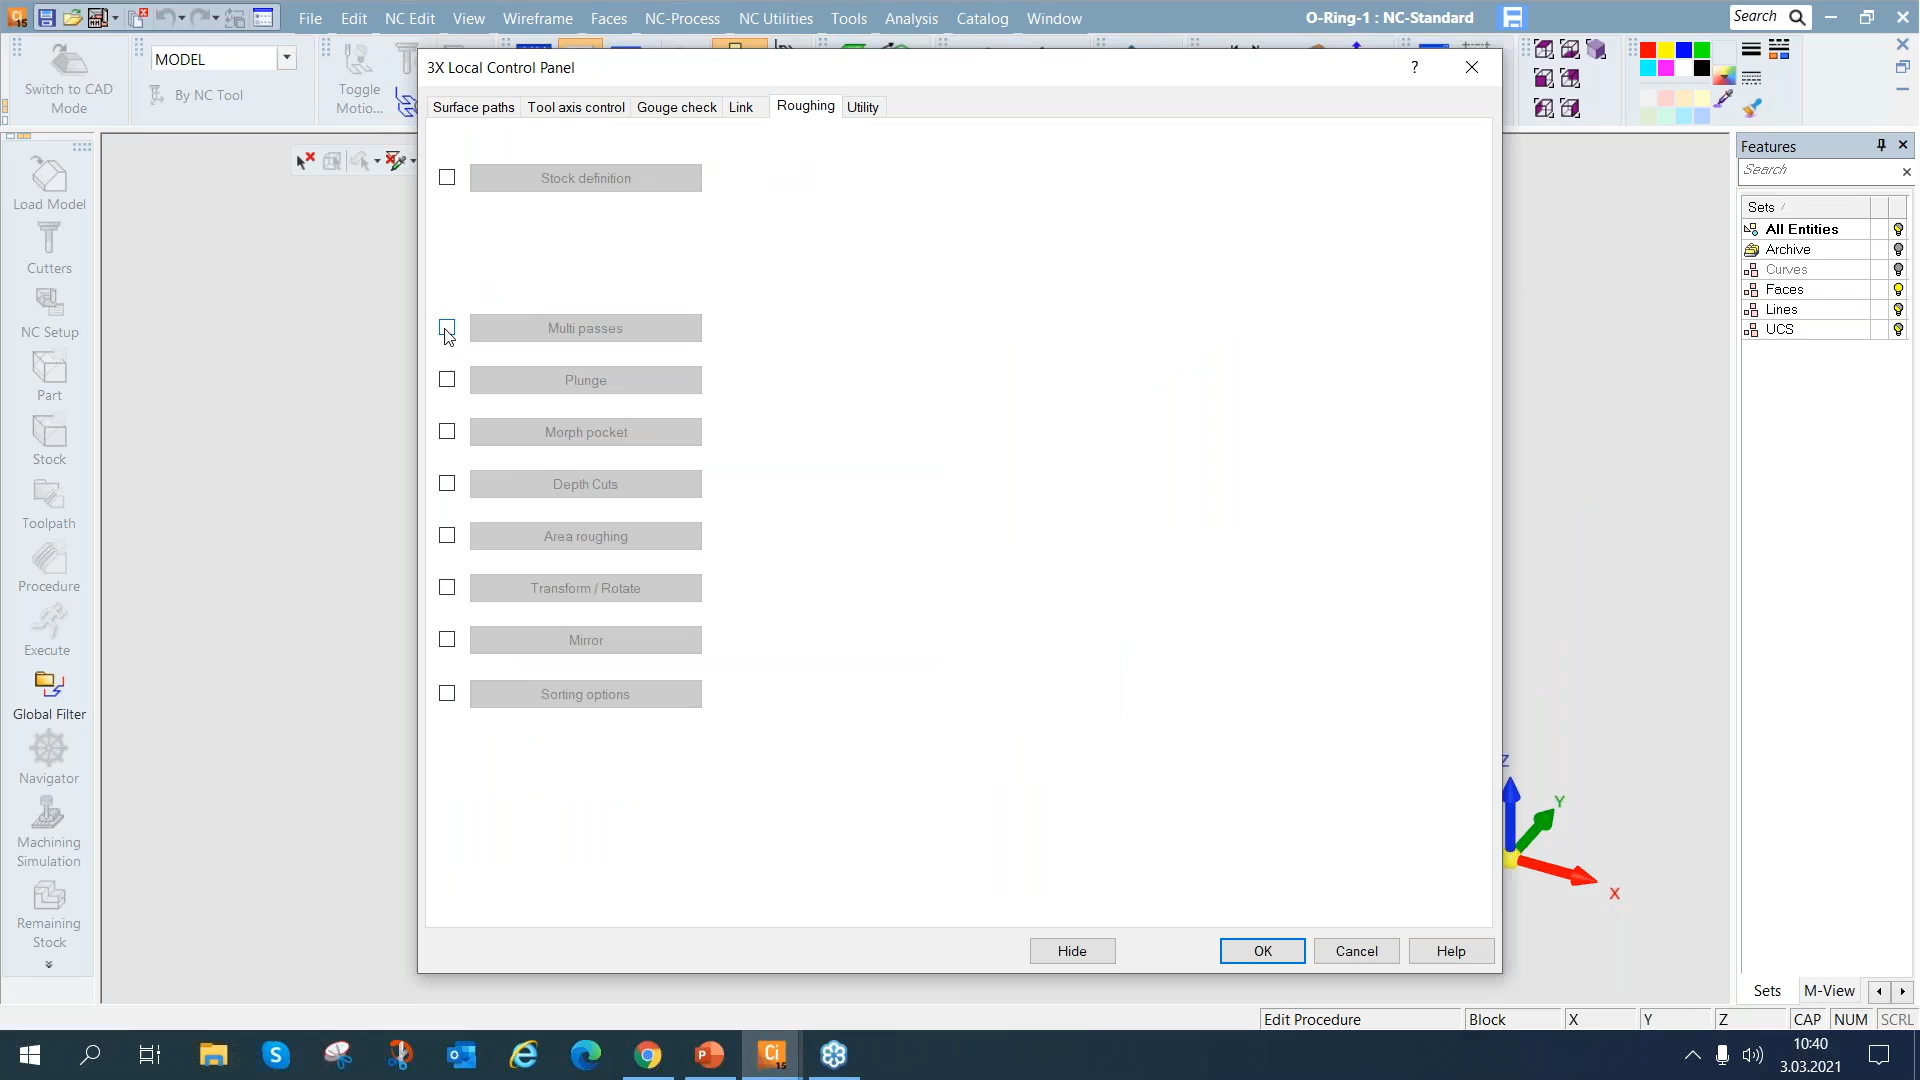 File Edit NC Edit View Wireframe Faces NC-Process NC Utilities Tools Analysis Catalog Window
O-Ring-1 : NC-Standard
Search
Switch to CAD
Mode
MODEL
By NC Tool
Toggle
Motio...
3X Local Control Panel
?
Surface paths Tool axis control Gouge check Link Roughing Utility
Stock definition
Multi passes
Plunge
Morph pocket
Depth Cuts
Area roughing
Transform / Rotate
Mirror
Sorting options
Hide OK Cancel Help
Load Model
Cutters
NC Setup
Part
Stock
Toolpath
Procedure
Execute
Global Filter
Navigator
Machining
Simulation
Remaining
Stock
Features
Search
Sets
All Entities
Archive
Curves
Faces
Lines
UCS
Z
Y
X
Sets M-View
Edit Procedure Block X Y Z CAP NUM SCRL
Ci
15
10:40
3.03.2021